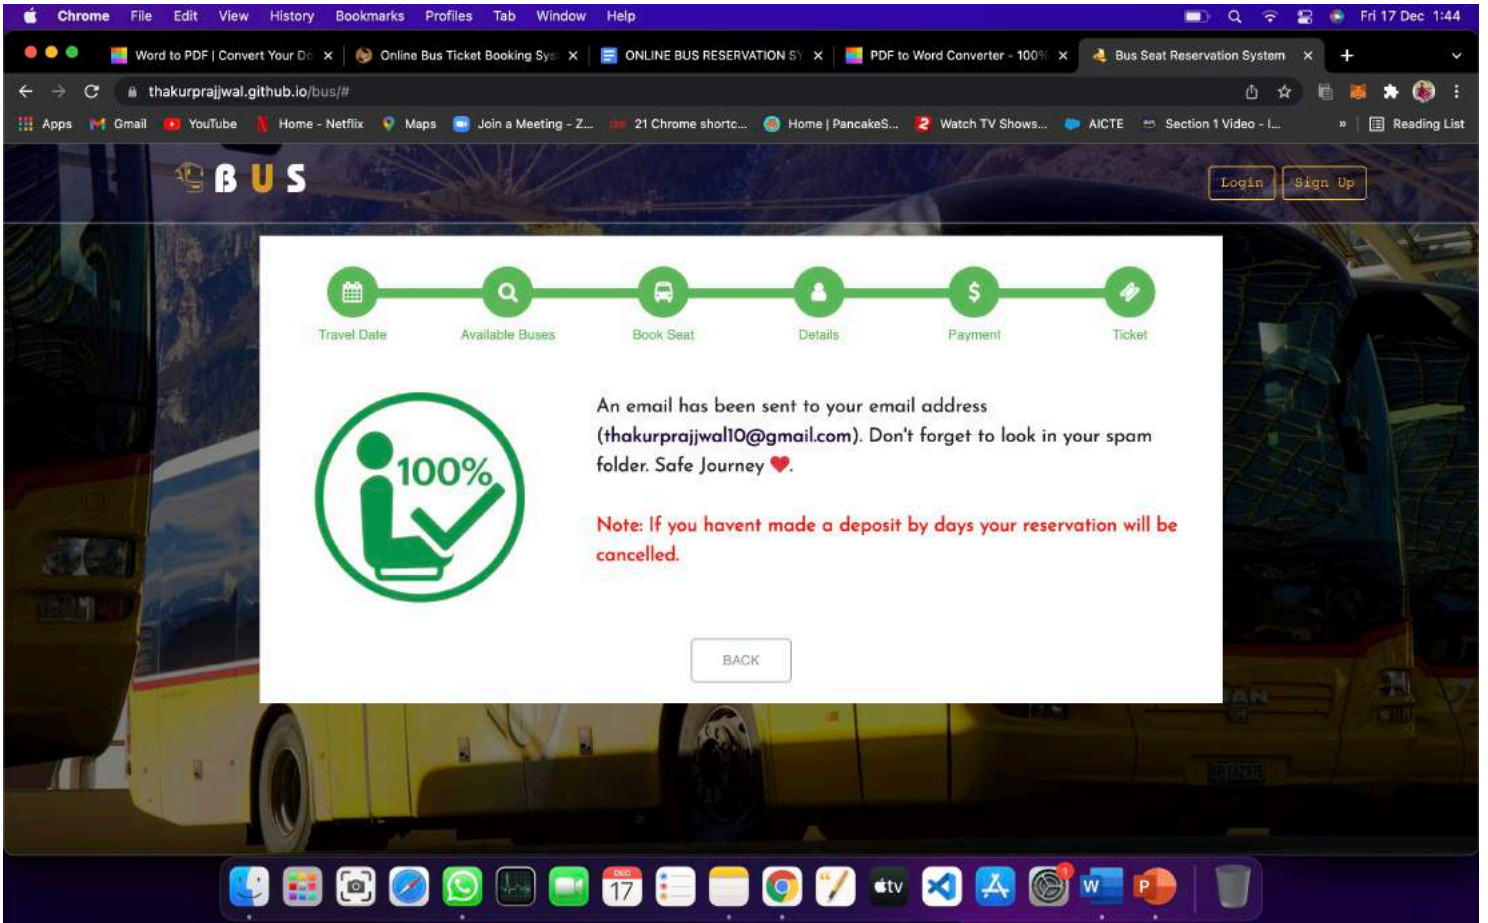 Chrome File Edit View History Bookmarks Profiles Tab Window Help Fri 17 Dec 1:44
Word to PDF | Convert Your Do Online Bus Ticket Booking Sys ONLINE BUS RESERVATION SY PDF to Word Converter - 100% Bus Seat Reservation System
thakurprajjwal.github.io/bus/#
Apps Gmail YouTube Home - Netflix Maps Join a Meeting - Z... 21 Chrome shortc... Home | PancakeS... Watch TV Shows... AICTE Section 1 Video - I... » Reading List
BUS Login Sign Up
Travel Date Available Buses Book Seat Details Payment Ticket
100%
An email has been sent to your email address
(thakurprajjwal10@gmail.com). Don't forget to look in your spam
folder. Safe Journey ❤.
Note: If you havent made a deposit by days your reservation will be
cancelled.
BACK
DEC
17
tv
W
P
1